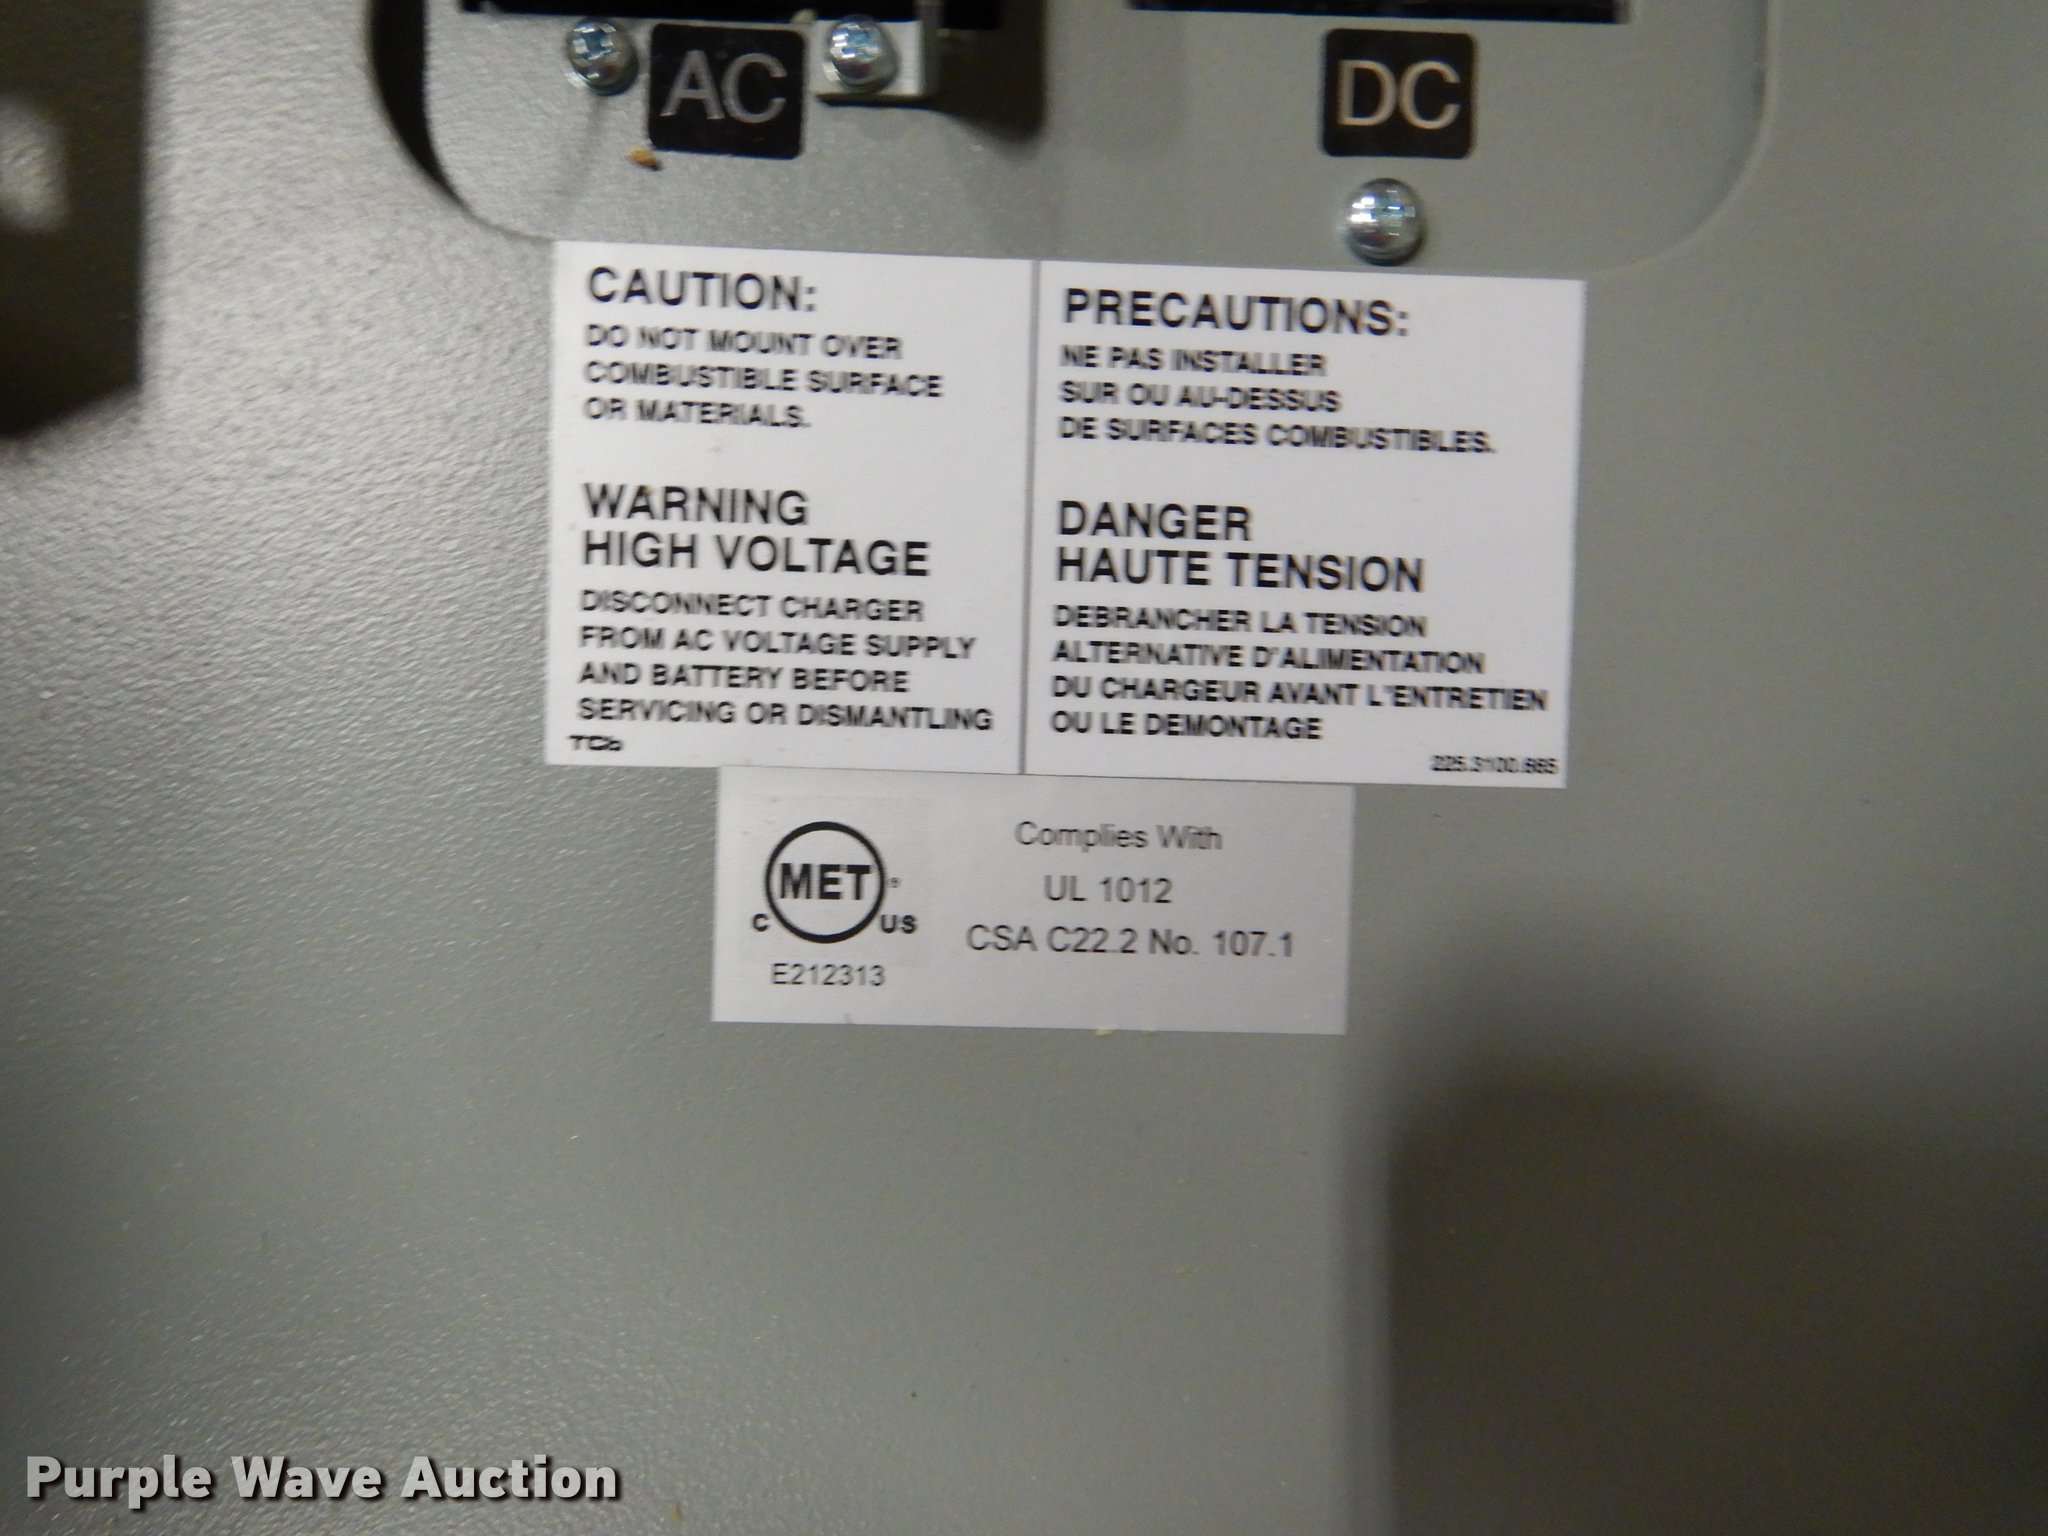 AC
DC
CAUTION:
DO NOT MOUNT OVER
COMBUSTIBLE SURFACE
OR MATERIALS.
WARNING
HIGH VOLTAGE
DISCONNECT CHARGER
FROM AC VOLTAGE SUPPLY
AND BATTERY BEFORE
SERVICING OR DISMANTLING
TCb
PRECAUTIONS:
NE PAS INSTALLER
SUR OU AU-DESSUS
DE SURFACES COMBUSTIBLES.
DANGER
HAUTE TENSION
DEBRANCHER LA TENSION
ALTERNATIVE D'ALIMENTATION
DU CHARGEUR AVANT L'ENTRETIEN
OU LE DEMONTAGE
MET
C US
E212313
Complies With
UL 1012
CSA C22.2 No. 107.1
Purple Wave Auction